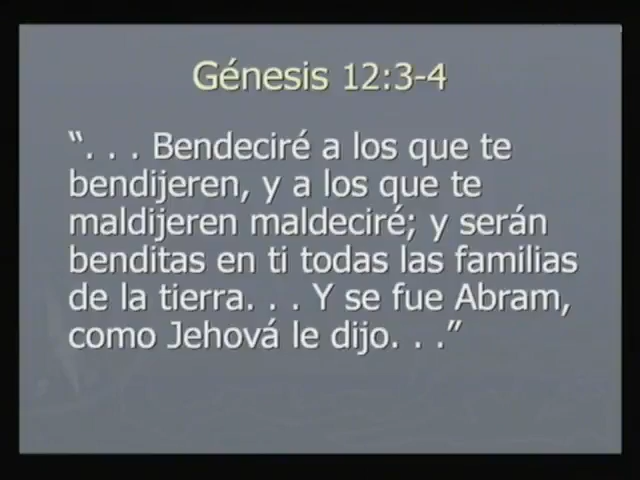 Génesis 12:3-4
“. . . Bendeciré a los que te
bendijeren, y a los que te
maldijeren maldeciré; y serán
benditas en ti todas las familias
de la tierra. . . Y se fue Abram,
como Jehová le dijo. . .”